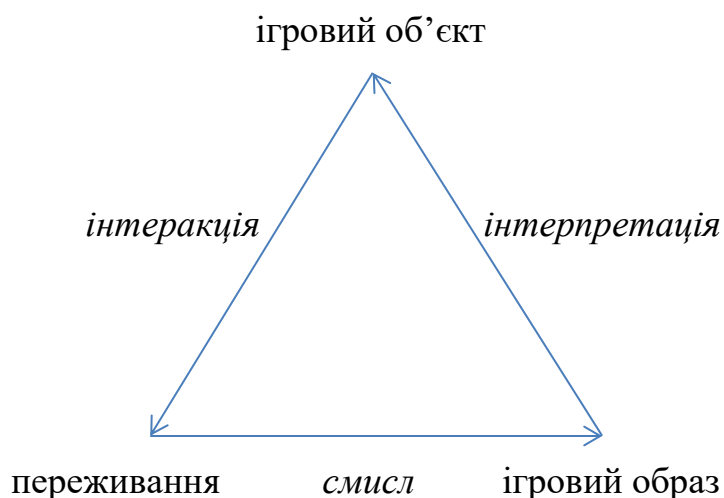 ігровий об’єкт
інтеракція інтерпретація
переживання смисл ігровий образ